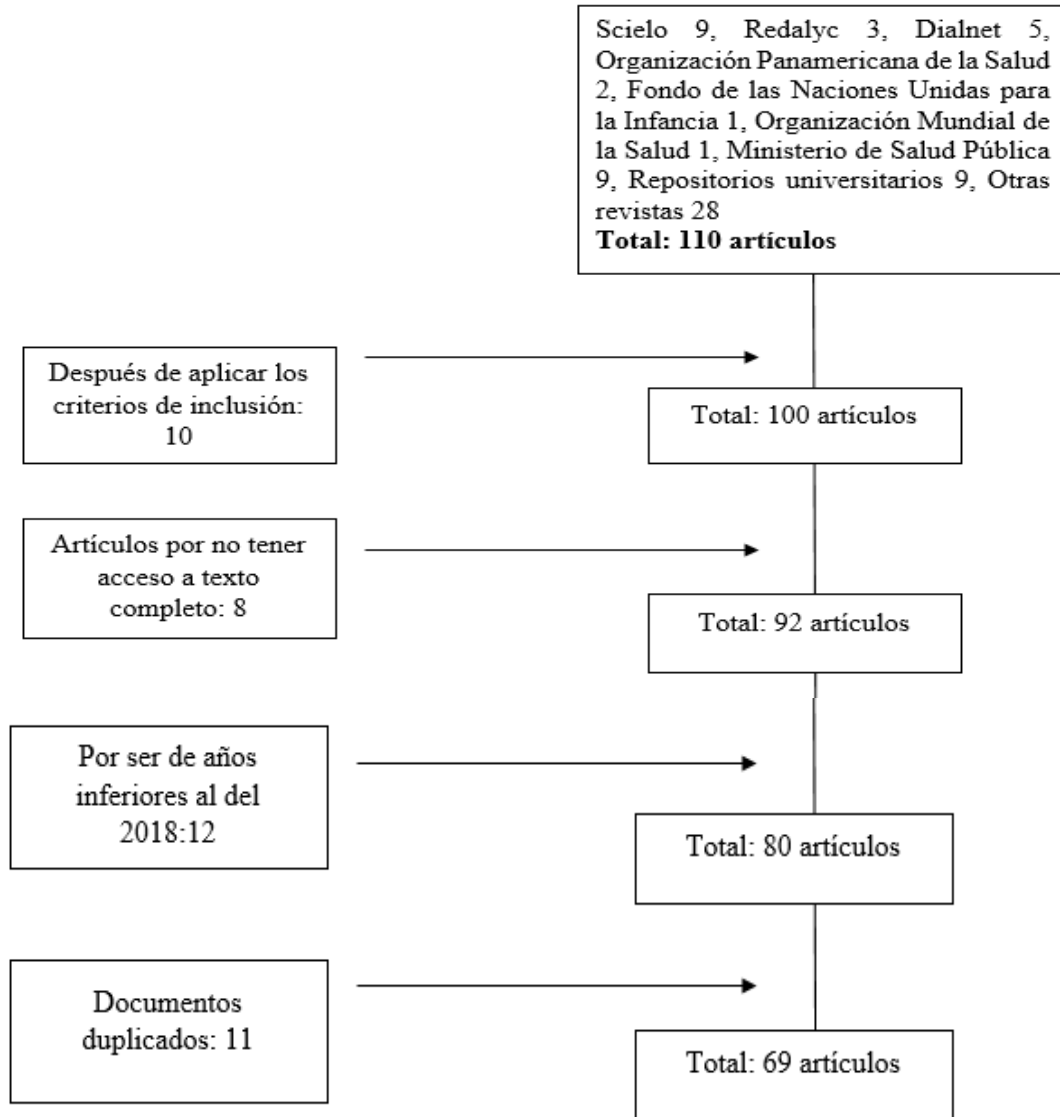 Scielo 9, Redalyc 3, Dialnet 5,
Organización Panamericana de la Salud
2, Fondo de las Naciones Unidas para
la Infancia 1, Organización Mundial de
la Salud 1, Ministerio de Salud Pública
9, Repositorios universitarios 9, Otras
revistas 28
Total: 110 artículos
Después de aplicar los
criterios de inclusión:
10
Total: 100 artículos
Artículos por no tener
acceso a texto
completo: 8
Total: 92 artículos
Por ser de años
inferiores al del
2018:12
Total: 80 artículos
Documentos
duplicados: 11
Total: 69 artículos